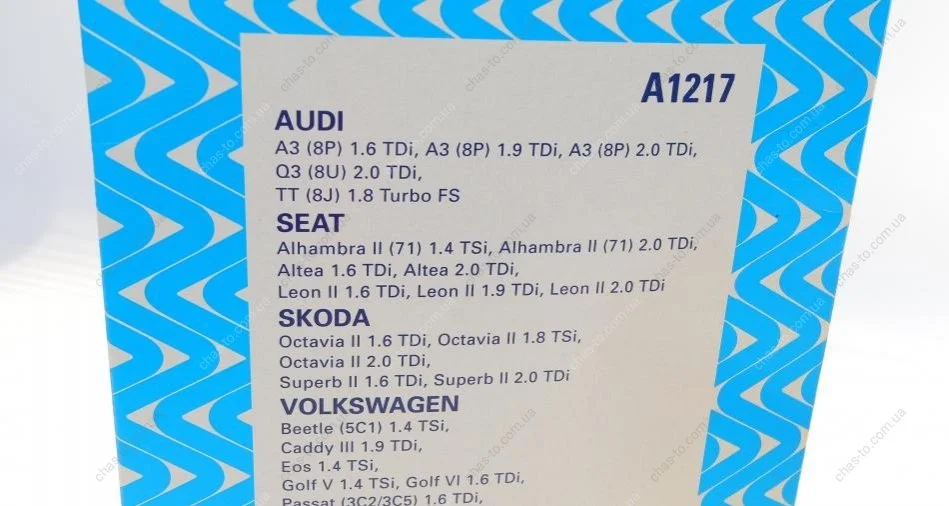 A1217
AUDI
A3 (8P) 1.6 TDi, A3 (8P) 1.9 TDi, A3 (8P) 2.0 TDi,
Q3 (8U) 2.0 TDi,
TT (8J) 1.8 Turbo FS
SEAT
Alhambra II (71) 1.4 TSi, Alhambra II (71) 2.0 TDi,
Altea 1.6 TDi, Altea 2.0 TDi,
Leon II 1.6 TDi, Leon II 1.9 TDi, Leon II 2.0 TDi
SKODA
Octavia II 1.6 TDi, Octavia II 1.8 TSi,
Octavia II 2.0 TDi,
Superb II 1.6 TDi, Superb II 2.0 TDi
VOLKSWAGEN
Beetle (5C1) 1.4 TSi,
Caddy III 1.9 TDi,
Eos 1.4 TSi,
Golf V 1.4 TSi, Golf VI 1.6 TDi,
Passat (3C2/3C5) 1.6 TDi,
chas-to.com.ua